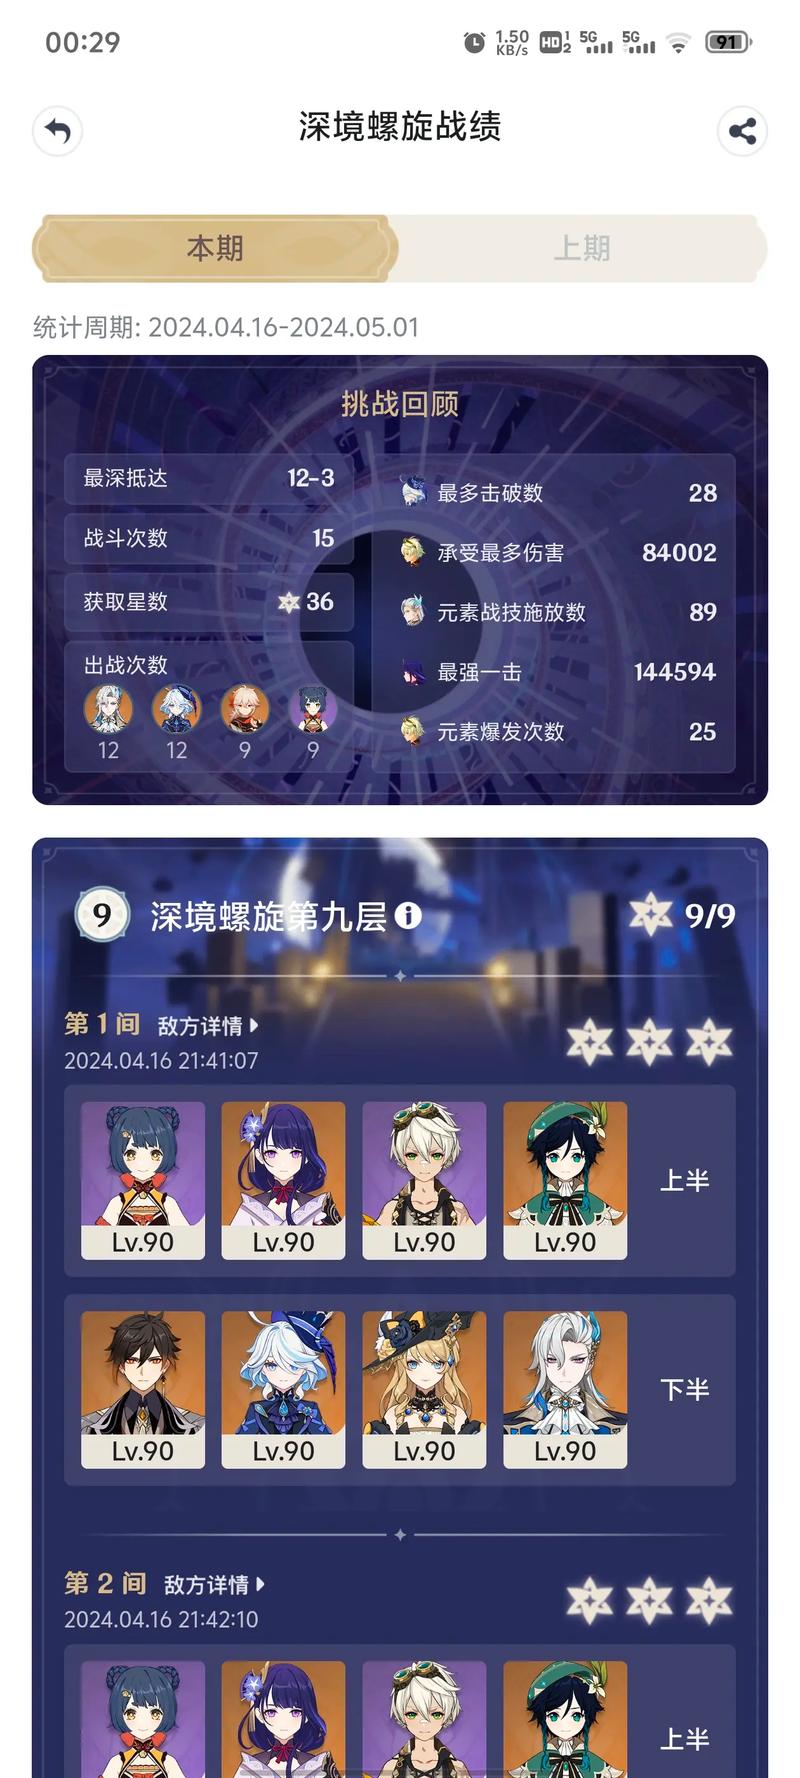 00:29
1.50 KB/s HD 1 2 5G 5G 91
深境螺旋战绩
本期 上期
统计周期: 2024.04.16-2024.05.01
挑战回顾
最深抵达 12-3
战斗次数 15
获取星数 36
出战次数
12 12 9 9
最多击破数 28
承受最多伤害 84002
元素战技施放数 89
最强一击 144594
元素爆发次数 25
9 深境螺旋第九层 9/9
第1间 敌方详情
2024.04.16 21:41:07
Lv.90 Lv.90 Lv.90 Lv.90 上半
Lv.90 Lv.90 Lv.90 Lv.90 下半
第2间 敌方详情
2024.04.16 21:42:10
上半